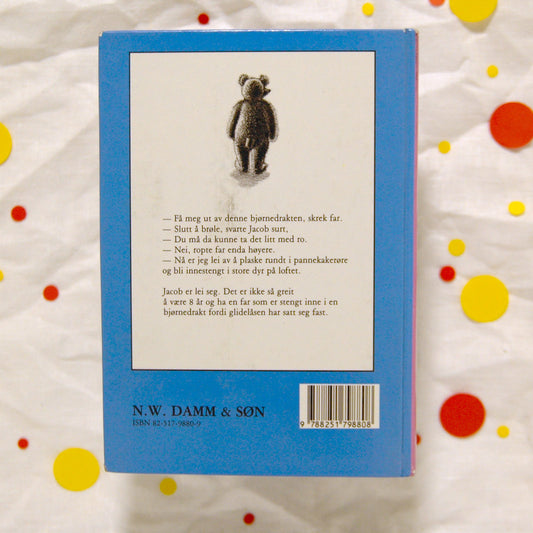 — Få meg ut av denne bjørnedrakten, skrek far.
— Slutt å brøle, svarte Jacob surt,
— Du må da kunne ta det litt med ro.
— Nei, ropte far enda høyere.
— Nå er jeg lei av å plaske rundt i pannekakerøre
og bli innestengt i store dyr på loftet.
Jacob er lei seg. Det er ikke så greit
å være 8 år og ha en far som er stengt inne i en
bjørnedrakt fordi glidelåsen har satt seg fast.
N.W. DAMM & SØN
ISBN 82-517-9880-9
9 788251 798808